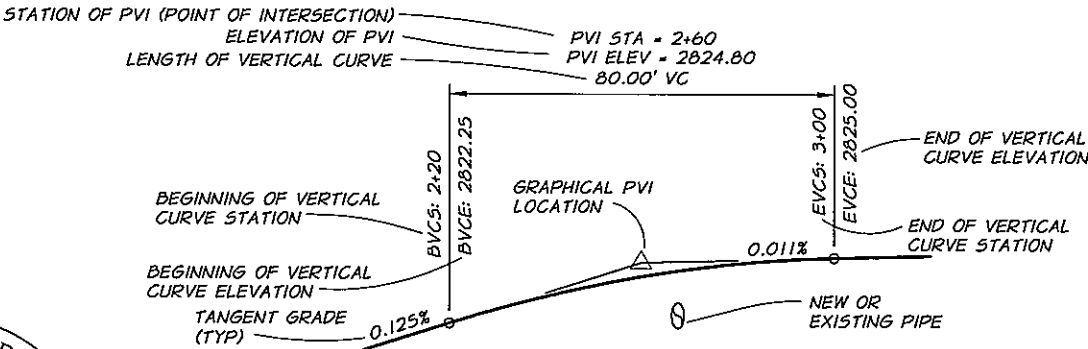 STATION OF PVI (POINT OF INTERSECTION)
ELEVATION OF PVI
LENGTH OF VERTICAL CURVE
PVI STA = 2+60
PVI ELEV = 2824.80
80.00' VC
BVCS: 2+20
BVCE: 2822.25
EVCS: 3+00
EVCE: 2825.00
END OF VERTICAL
CURVE ELEVATION
BEGINNING OF VERTICAL
CURVE STATION
GRAPHICAL PVI
LOCATION
END OF VERTICAL
CURVE STATION
0.011%
BEGINNING OF VERTICAL
CURVE ELEVATION
TANGENT GRADE
(TYP)
0.125%
NEW OR
EXISTING PIPE